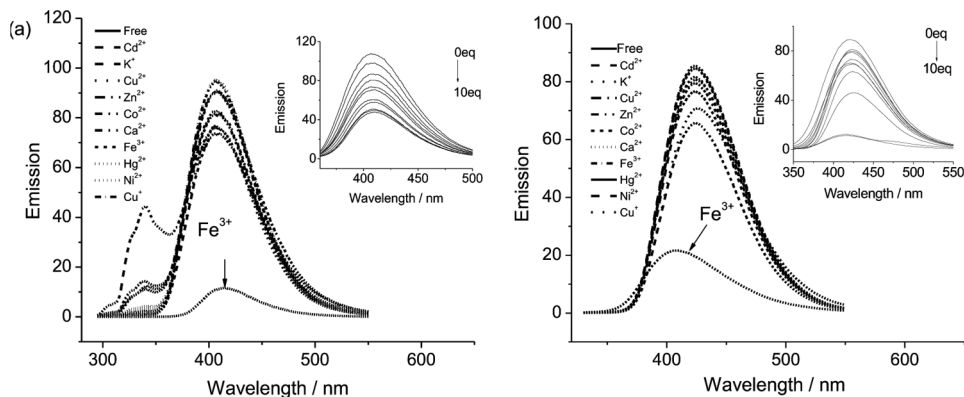 (a)
120
100
80
60
40
20
0
Emission
300
400
500
600
Wavelength / nm
Free
Cd²⁺
K⁺
Cu²⁺
Zn²⁺
Co²⁺
Ca²⁺
Fe³⁺
Hg²⁺
Ni²⁺
Cu⁺
Fe³⁺
120
80
40
0
Emission
400
450
500
Wavelength / nm
0eq
10eq
100
80
60
40
20
0
Emission
400
500
600
Wavelength / nm
Free
Cd²⁺
K⁺
Cu²⁺
Zn²⁺
Co²⁺
Ca²⁺
Fe³⁺
Hg²⁺
Ni²⁺
Cu⁺
Fe³⁺
80
40
0
Emission
350
400
450
500
550
Wavelength / nm
0eq
10eq